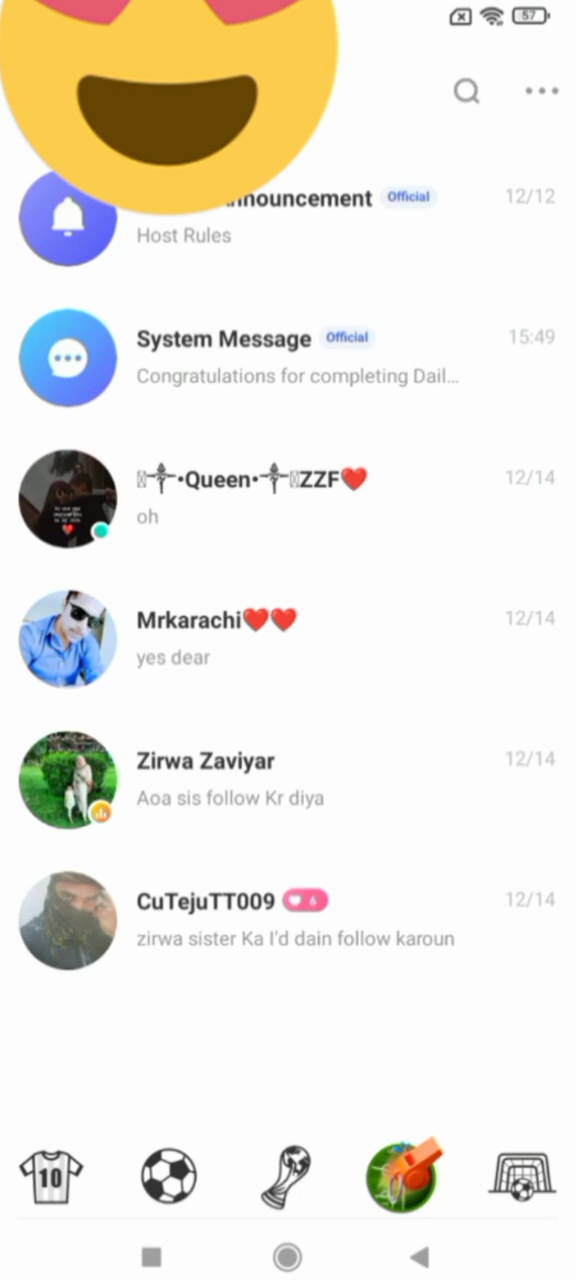 57
Official
12/12
Host Rules
System Message Official 15:49
Congratulations for completing Dail...
•Queen• ZZF❤️ 12/14
oh
Mrkarachi❤️❤️ 12/14
yes dear
Zirwa Zaviyar 12/14
Aoa sis follow Kr diya
CuTejuTT009 6 12/14
zirwa sister Ka I'd dain follow karoun
10